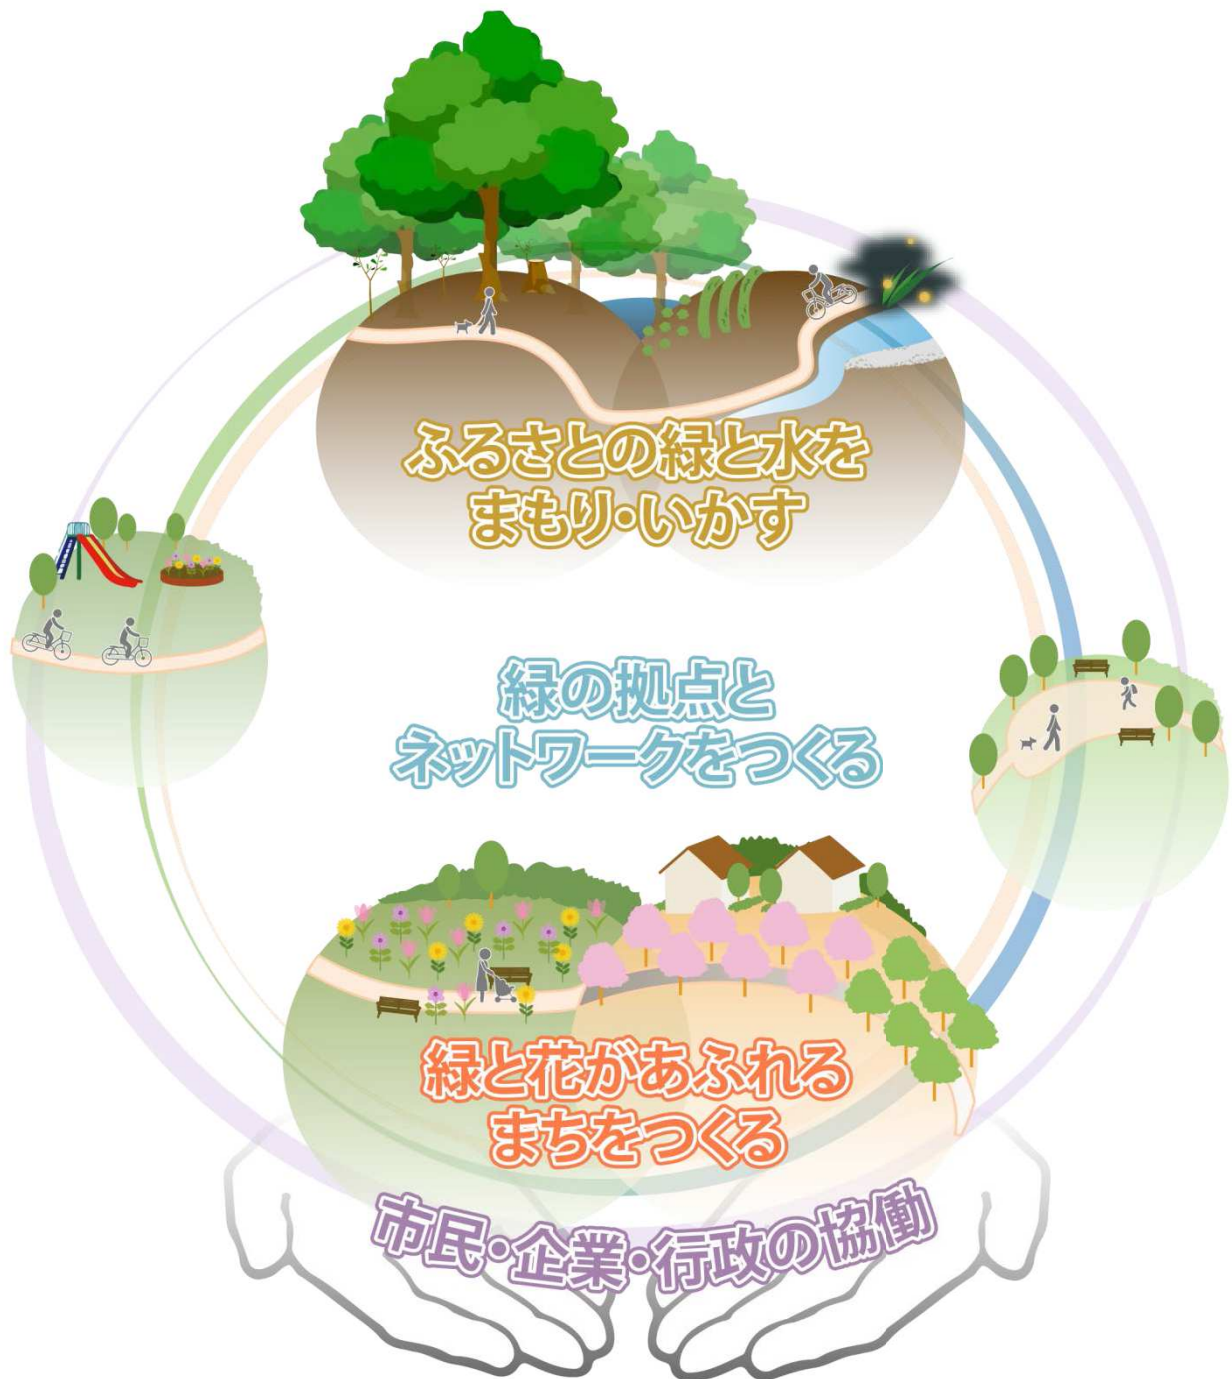 ふるさとの緑と水を
まもり・いかす
緑の拠点と
ネットワークをつくる
緑と花があふれる
まちをつくる
市民・企業・行政の協働